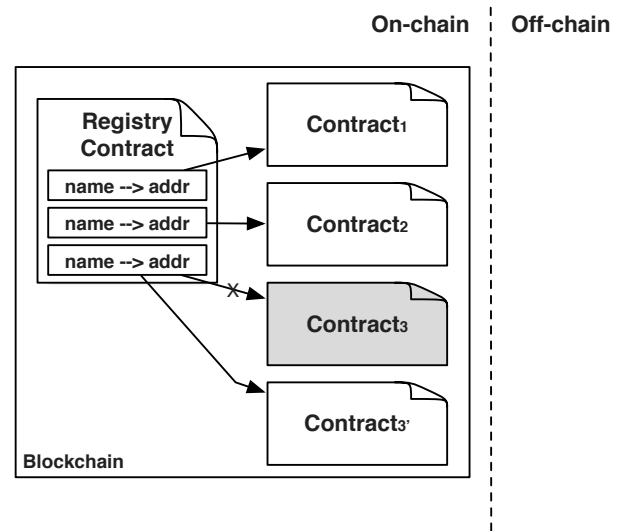 On-chain
Off-chain
Registry
Contract
name --> addr
name --> addr
name --> addr
Contract1
Contract2
X
Contract3
Contract3'
Blockchain